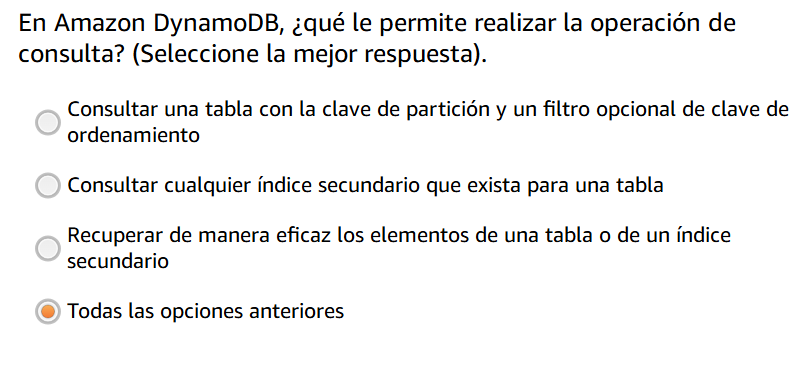 En Amazon DynamoDB, ¿qué le permite realizar la operación de
consulta? (Seleccione la mejor respuesta).
Consultar una tabla con la clave de partición y un filtro opcional de clave de
ordenamiento
Consultar cualquier índice secundario que exista para una tabla
Recuperar de manera eficaz los elementos de una tabla o de un índice
secundario
Todas las opciones anteriores